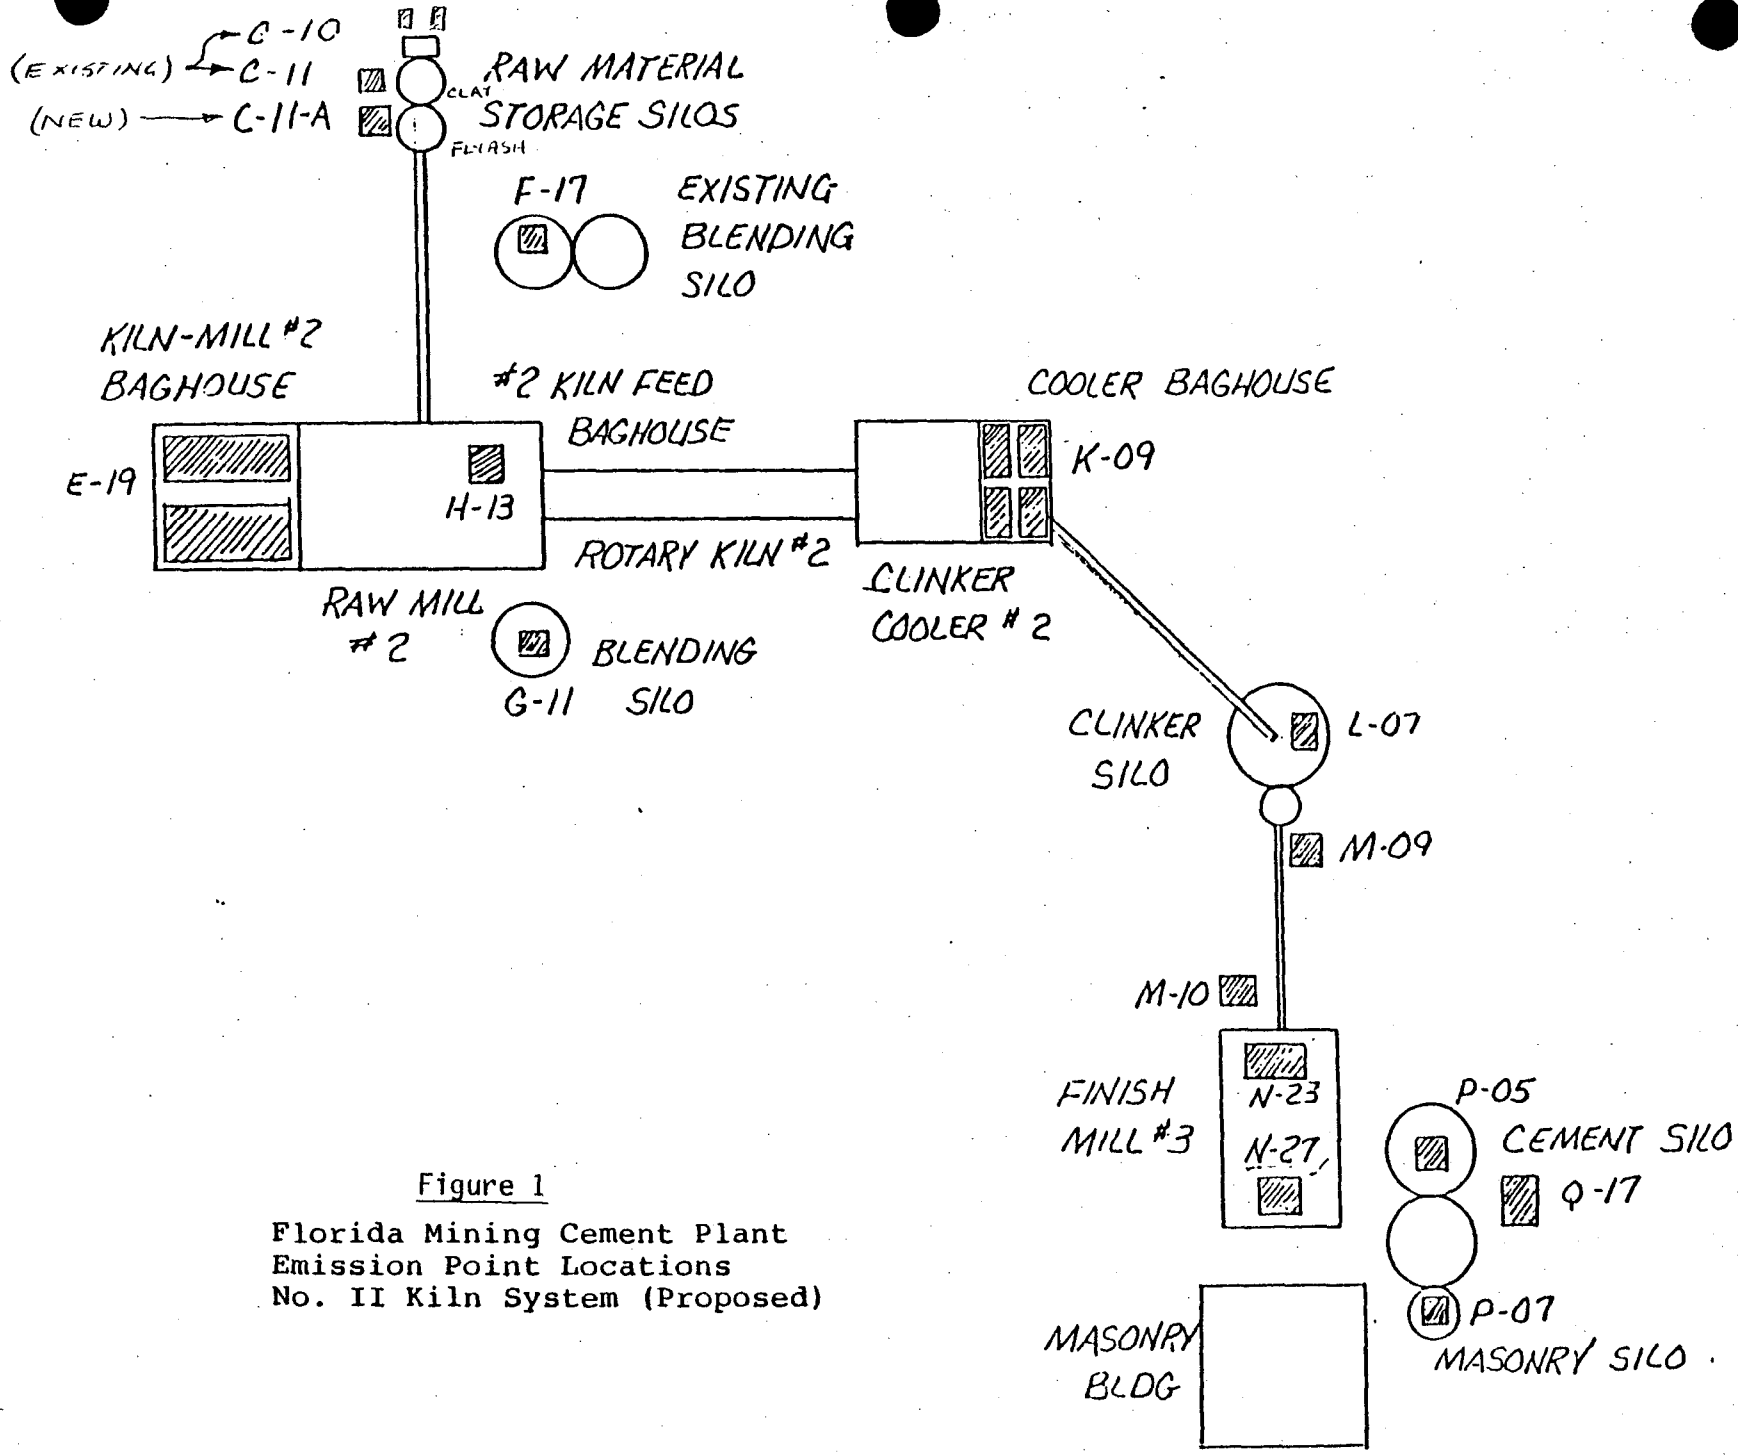 C-10
(EXISTING) C-11
(NEW) C-11-A
RAW MATERIAL
STORAGE SILOS
CLAY
FLYASH
F-17
EXISTING
BLENDING
SILO
KILN-MILL #2
BAGHOUSE
#2 KILN FEED
BAGHOUSE
COOLER BAGHOUSE
E-19
H-13
K-09
ROTARY KILN #2
RAW MILL
#2
CLINKER
COOLER #2
BLENDING
SILO
G-11
CLINKER
SILO
L-07
M-09
M-10
FINISH
MILL #3
N-23
N-27
P-05
CEMENT SILO
Q-17
P-07
MASONRY SILO
MASONRY
BLDG
Figure 1
Florida Mining Cement Plant
Emission Point Locations
No. II Kiln System (Proposed)